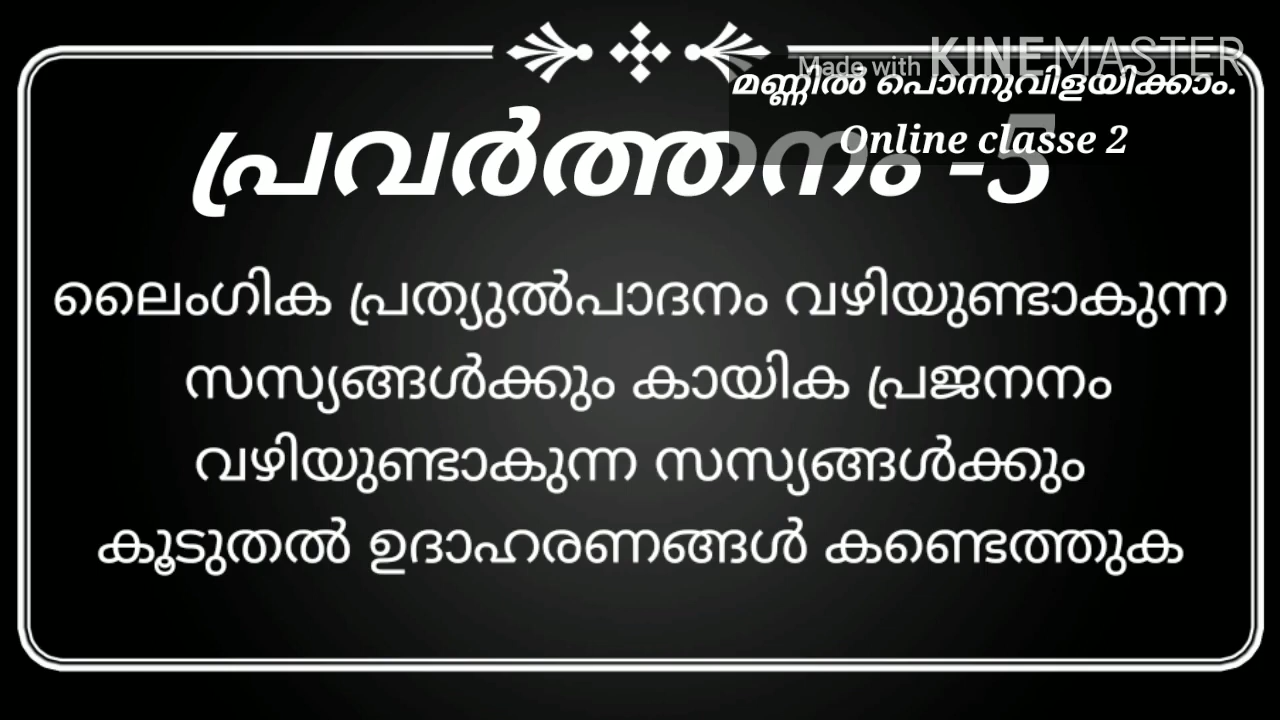 Made with KINEMASTER
മണ്ണിൽ പൊന്നുവിളയിക്കാം.
Online classe 2
പ്രവർത്തനം -5
ലൈംഗിക പ്രത്യുൽപാദനം വഴിയുണ്ടാകുന്ന
സസ്യങ്ങൾക്കും കായിക പ്രജനനം
വഴിയുണ്ടാകുന്ന സസ്യങ്ങൾക്കും
കൂടുതൽ ഉദാഹരണങ്ങൾ കണ്ടെത്തുക